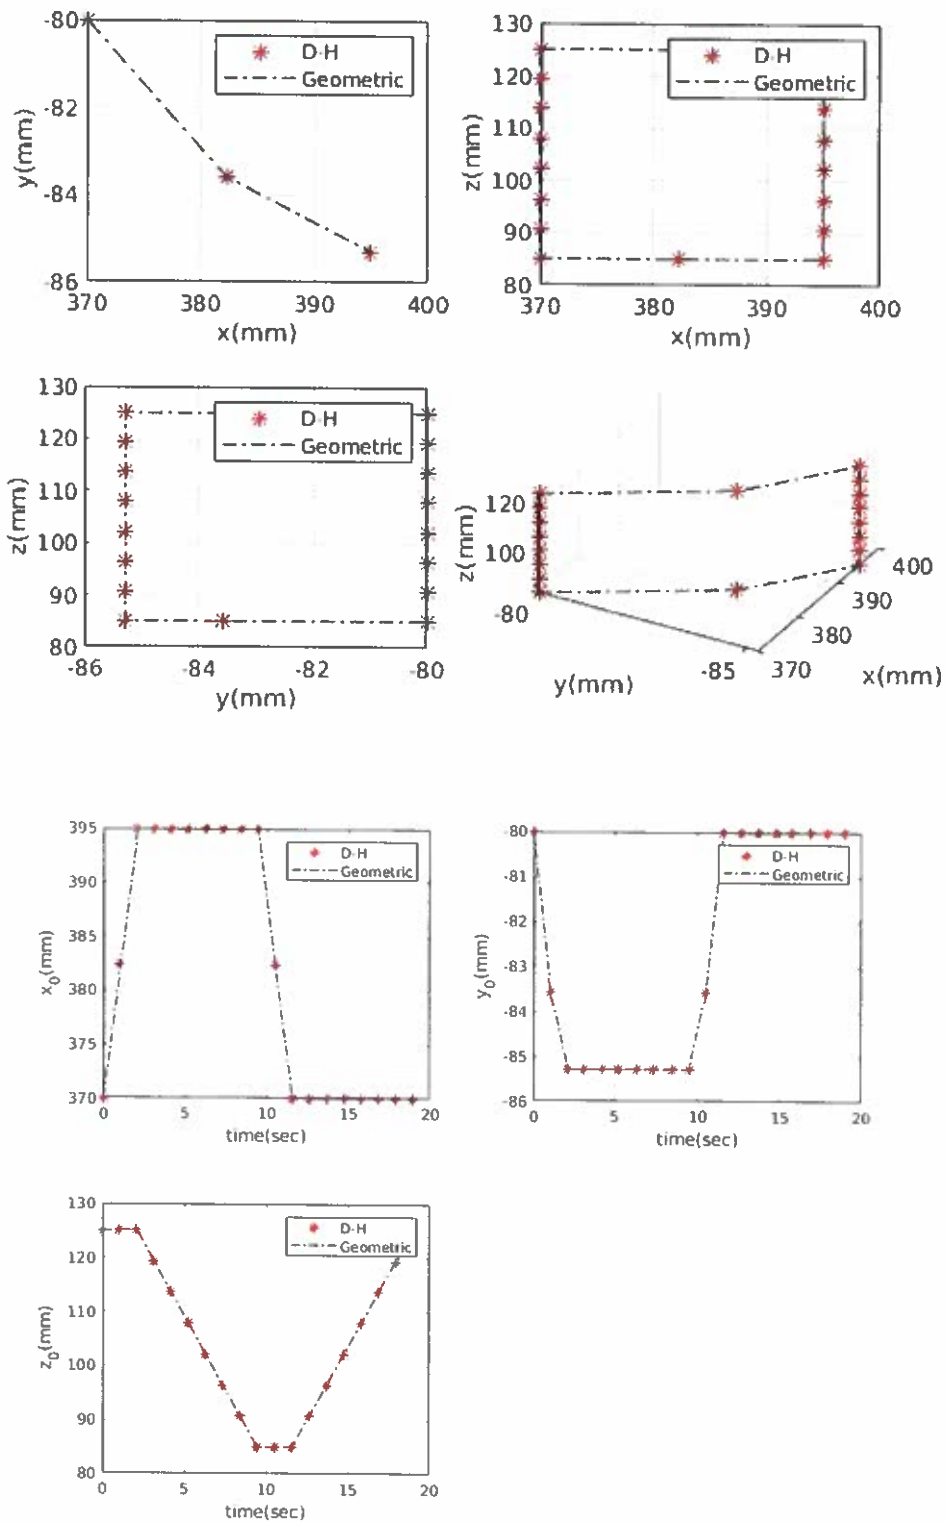 -80
-82
-84
-86
y(mm)
370
380
390
400
x(mm)
D-H
Geometric
130
120
110
100
90
80
z(mm)
370
380
390
400
x(mm)
D-H
Geometric
130
120
110
100
90
80
z(mm)
-86
-84
-82
-80
y(mm)
D-H
Geometric
120
100
z(mm)
-80
-85
y(mm)
370
380
390
400
x(mm)
395
390
385
380
375
370
x0(mm)
0
5
10
15
20
time(sec)
D-H
Geometric
-80
-81
-82
-83
-84
-85
-86
y0(mm)
0
5
10
15
20
time(sec)
D-H
Geometric
130
120
110
100
90
80
z0(mm)
0
5
10
15
20
time(sec)
D-H
Geometric